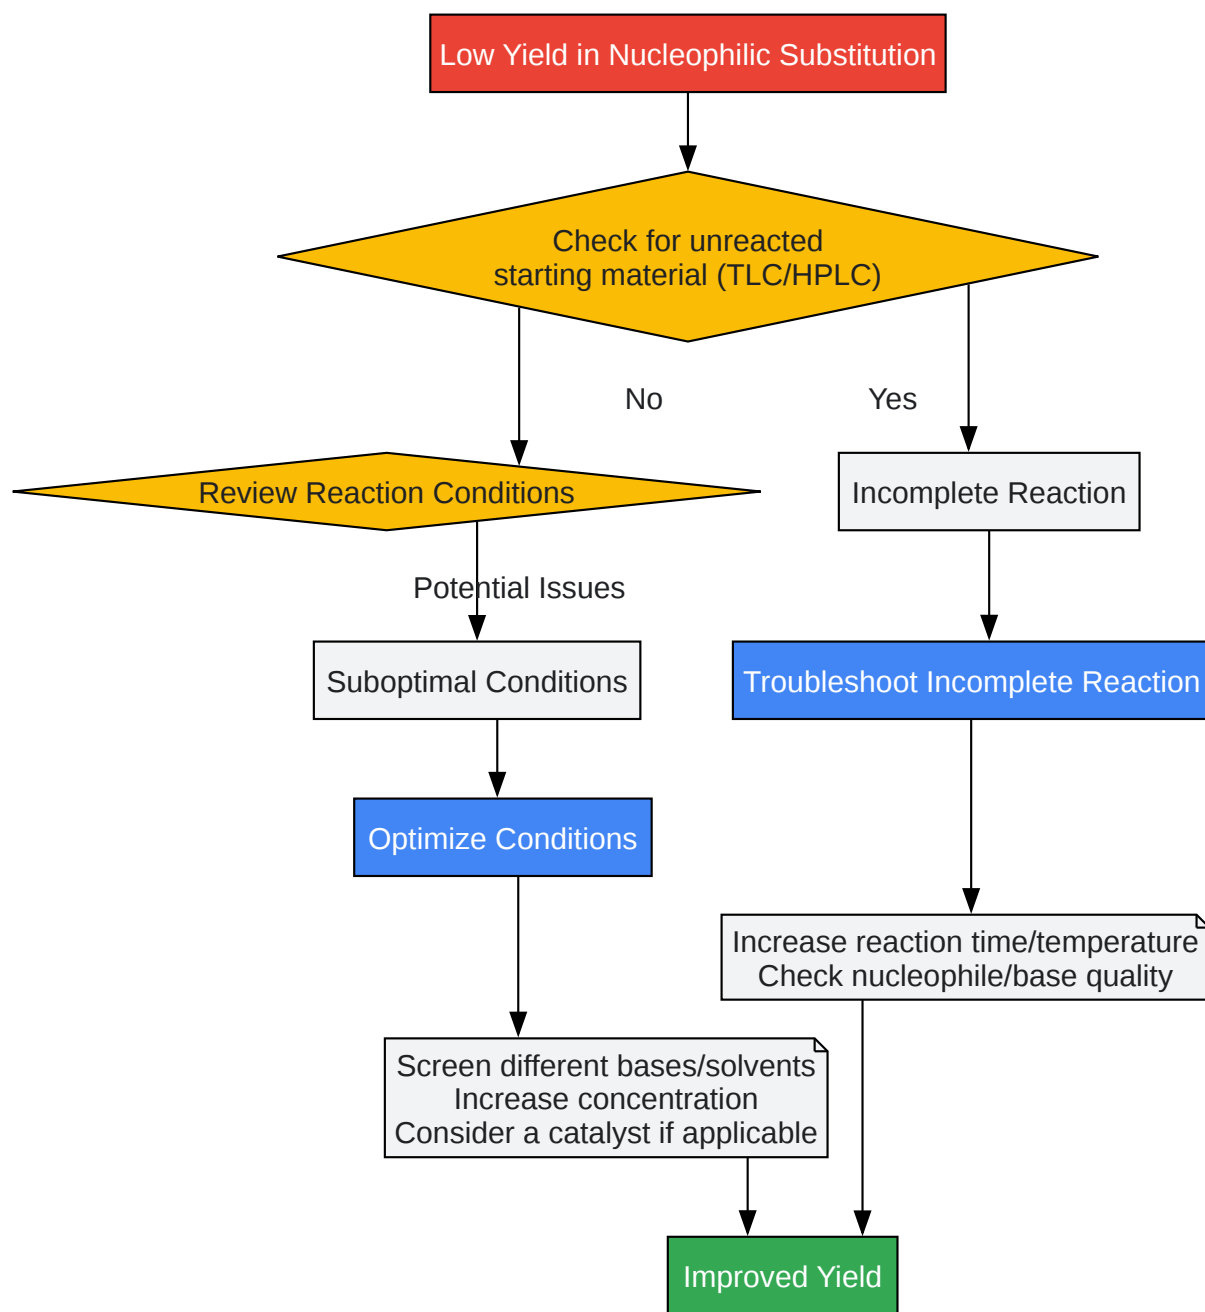 Low Yield in Nucleophilic Substitution
Check for unreacted
starting material (TLC/HPLC)
No
Yes
Review Reaction Conditions
Incomplete Reaction
Potential Issues
Suboptimal Conditions
Troubleshoot Incomplete Reaction
Optimize Conditions
Increase reaction time/temperature
Check nucleophile/base quality
Screen different bases/solvents
Increase concentration
Consider a catalyst if applicable
Improved Yield